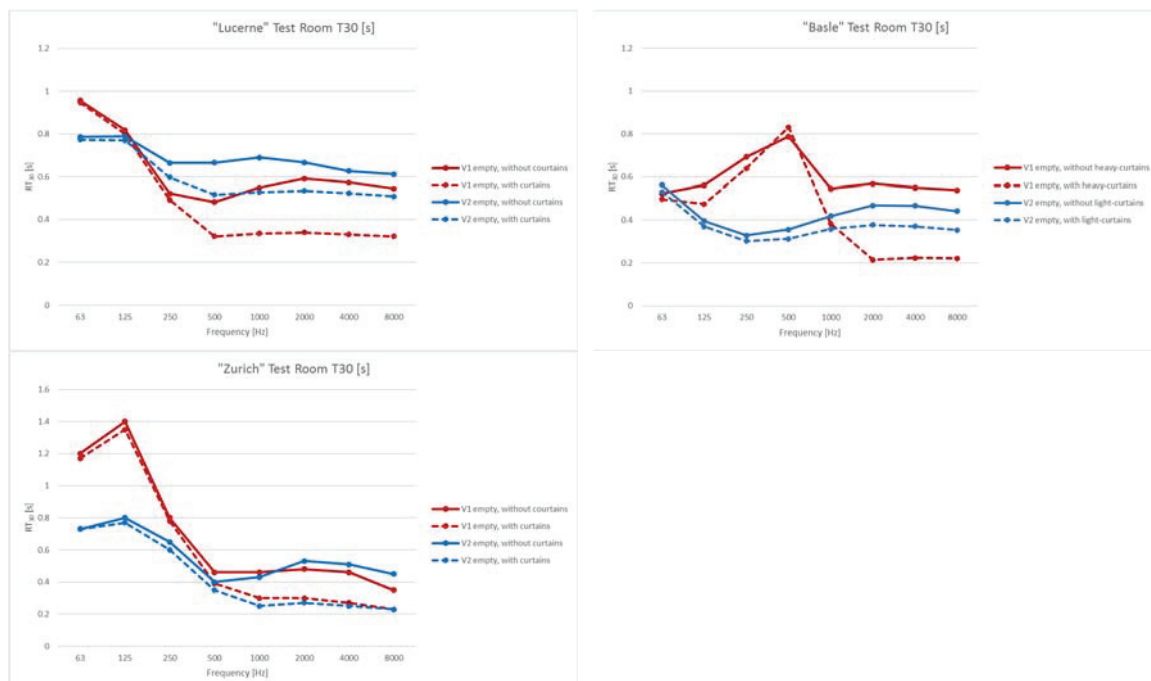 "Lucerne" Test Room T30 [s]
1.2
1
0.8
0.6
0.4
0.2
0
RT30 [s]
63 125 250 500 1000 2000 4000 8000
Frequency [Hz]
V1 empty, without courtains
V1 empty, with curtains
V2 empty, without curtains
V2 empty, with curtains
"Basle" Test Room T30 [s]
1.2
1
0.8
0.6
0.4
0.2
0
RT30 [s]
63 125 250 500 1000 2000 4000 8000
Frequency [Hz]
V1 empty, without heavy-curtains
V1 empty, with heavy-curtains
V2 empty, without light-curtains
V2 empty, with light-curtains
"Zurich" Test Room T30 [s]
1.6
1.4
1.2
1
0.8
0.6
0.4
0.2
0
RT30 [s]
63 125 250 500 1000 2000 4000 8000
Frequency [Hz]
V1 empty, without courtains
V1 empty, with curtains
V2 empty, without curtains
V2 empty, with curtains